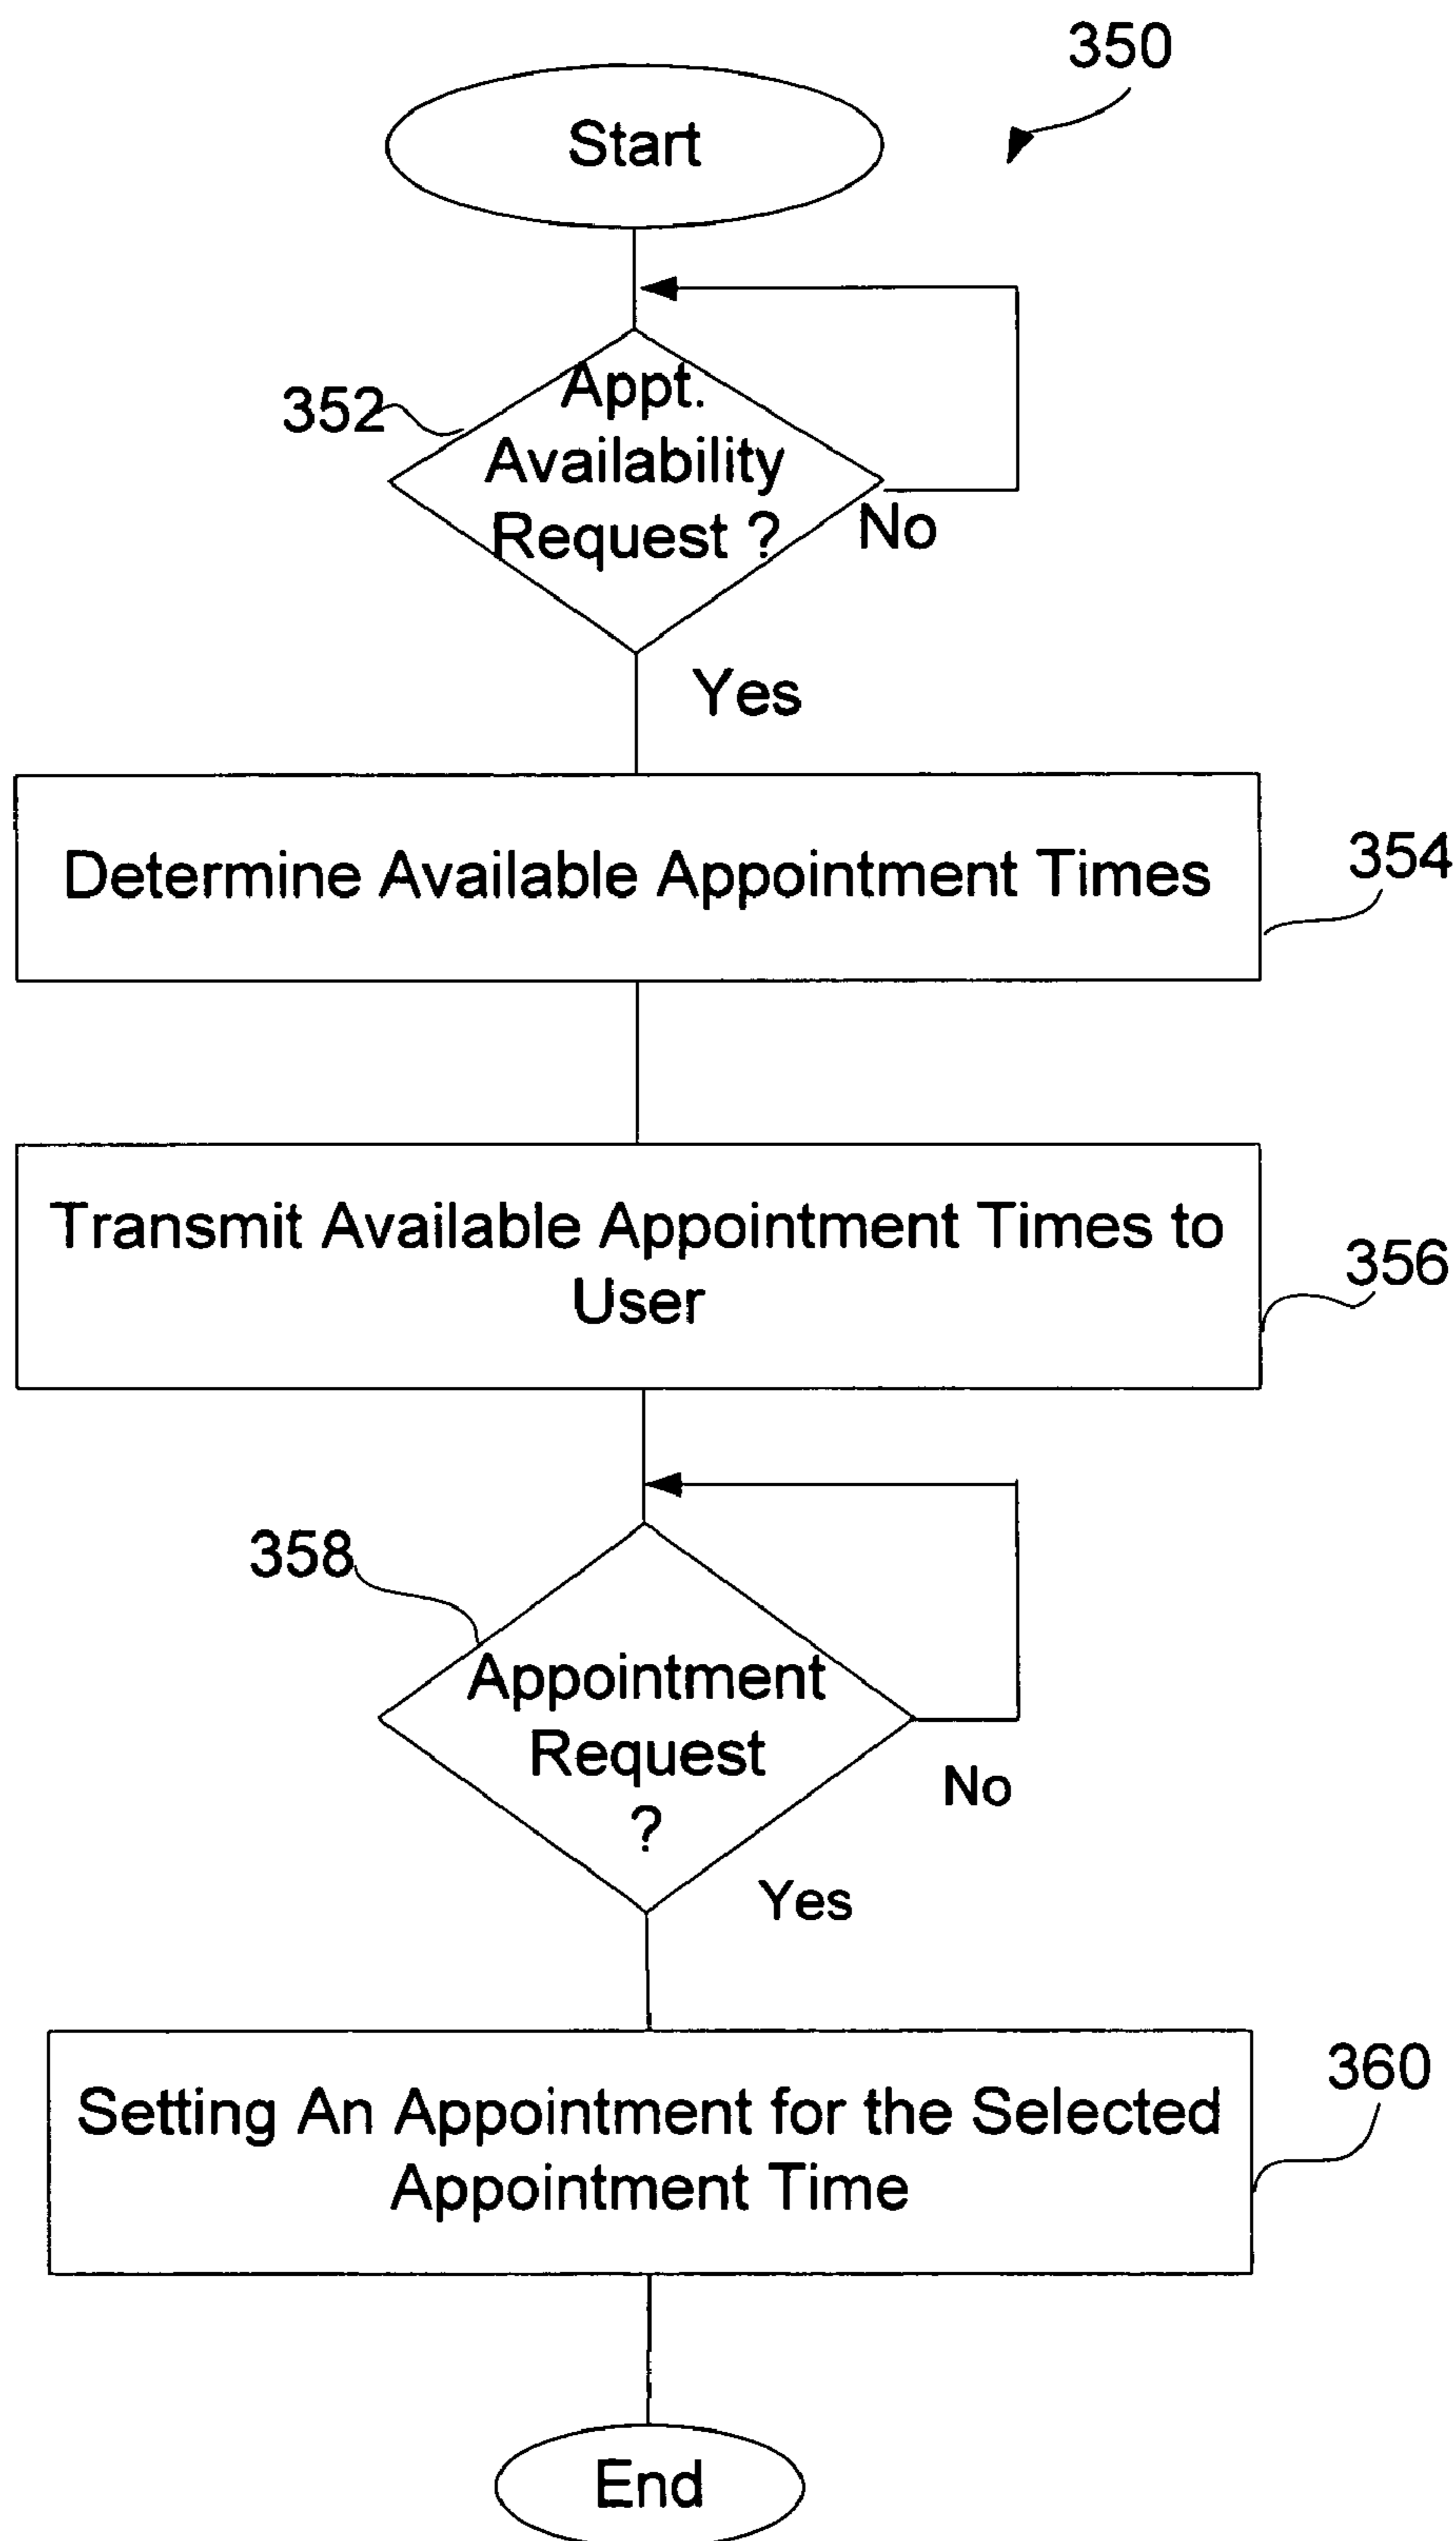 350
Start
352
Appt.
Availability
Request ?
No
Yes
Determine Available Appointment Times
354
Transmit Available Appointment Times to
User
356
358
Appointment
Request
?
No
Yes
Setting An Appointment for the Selected
Appointment Time
360
End